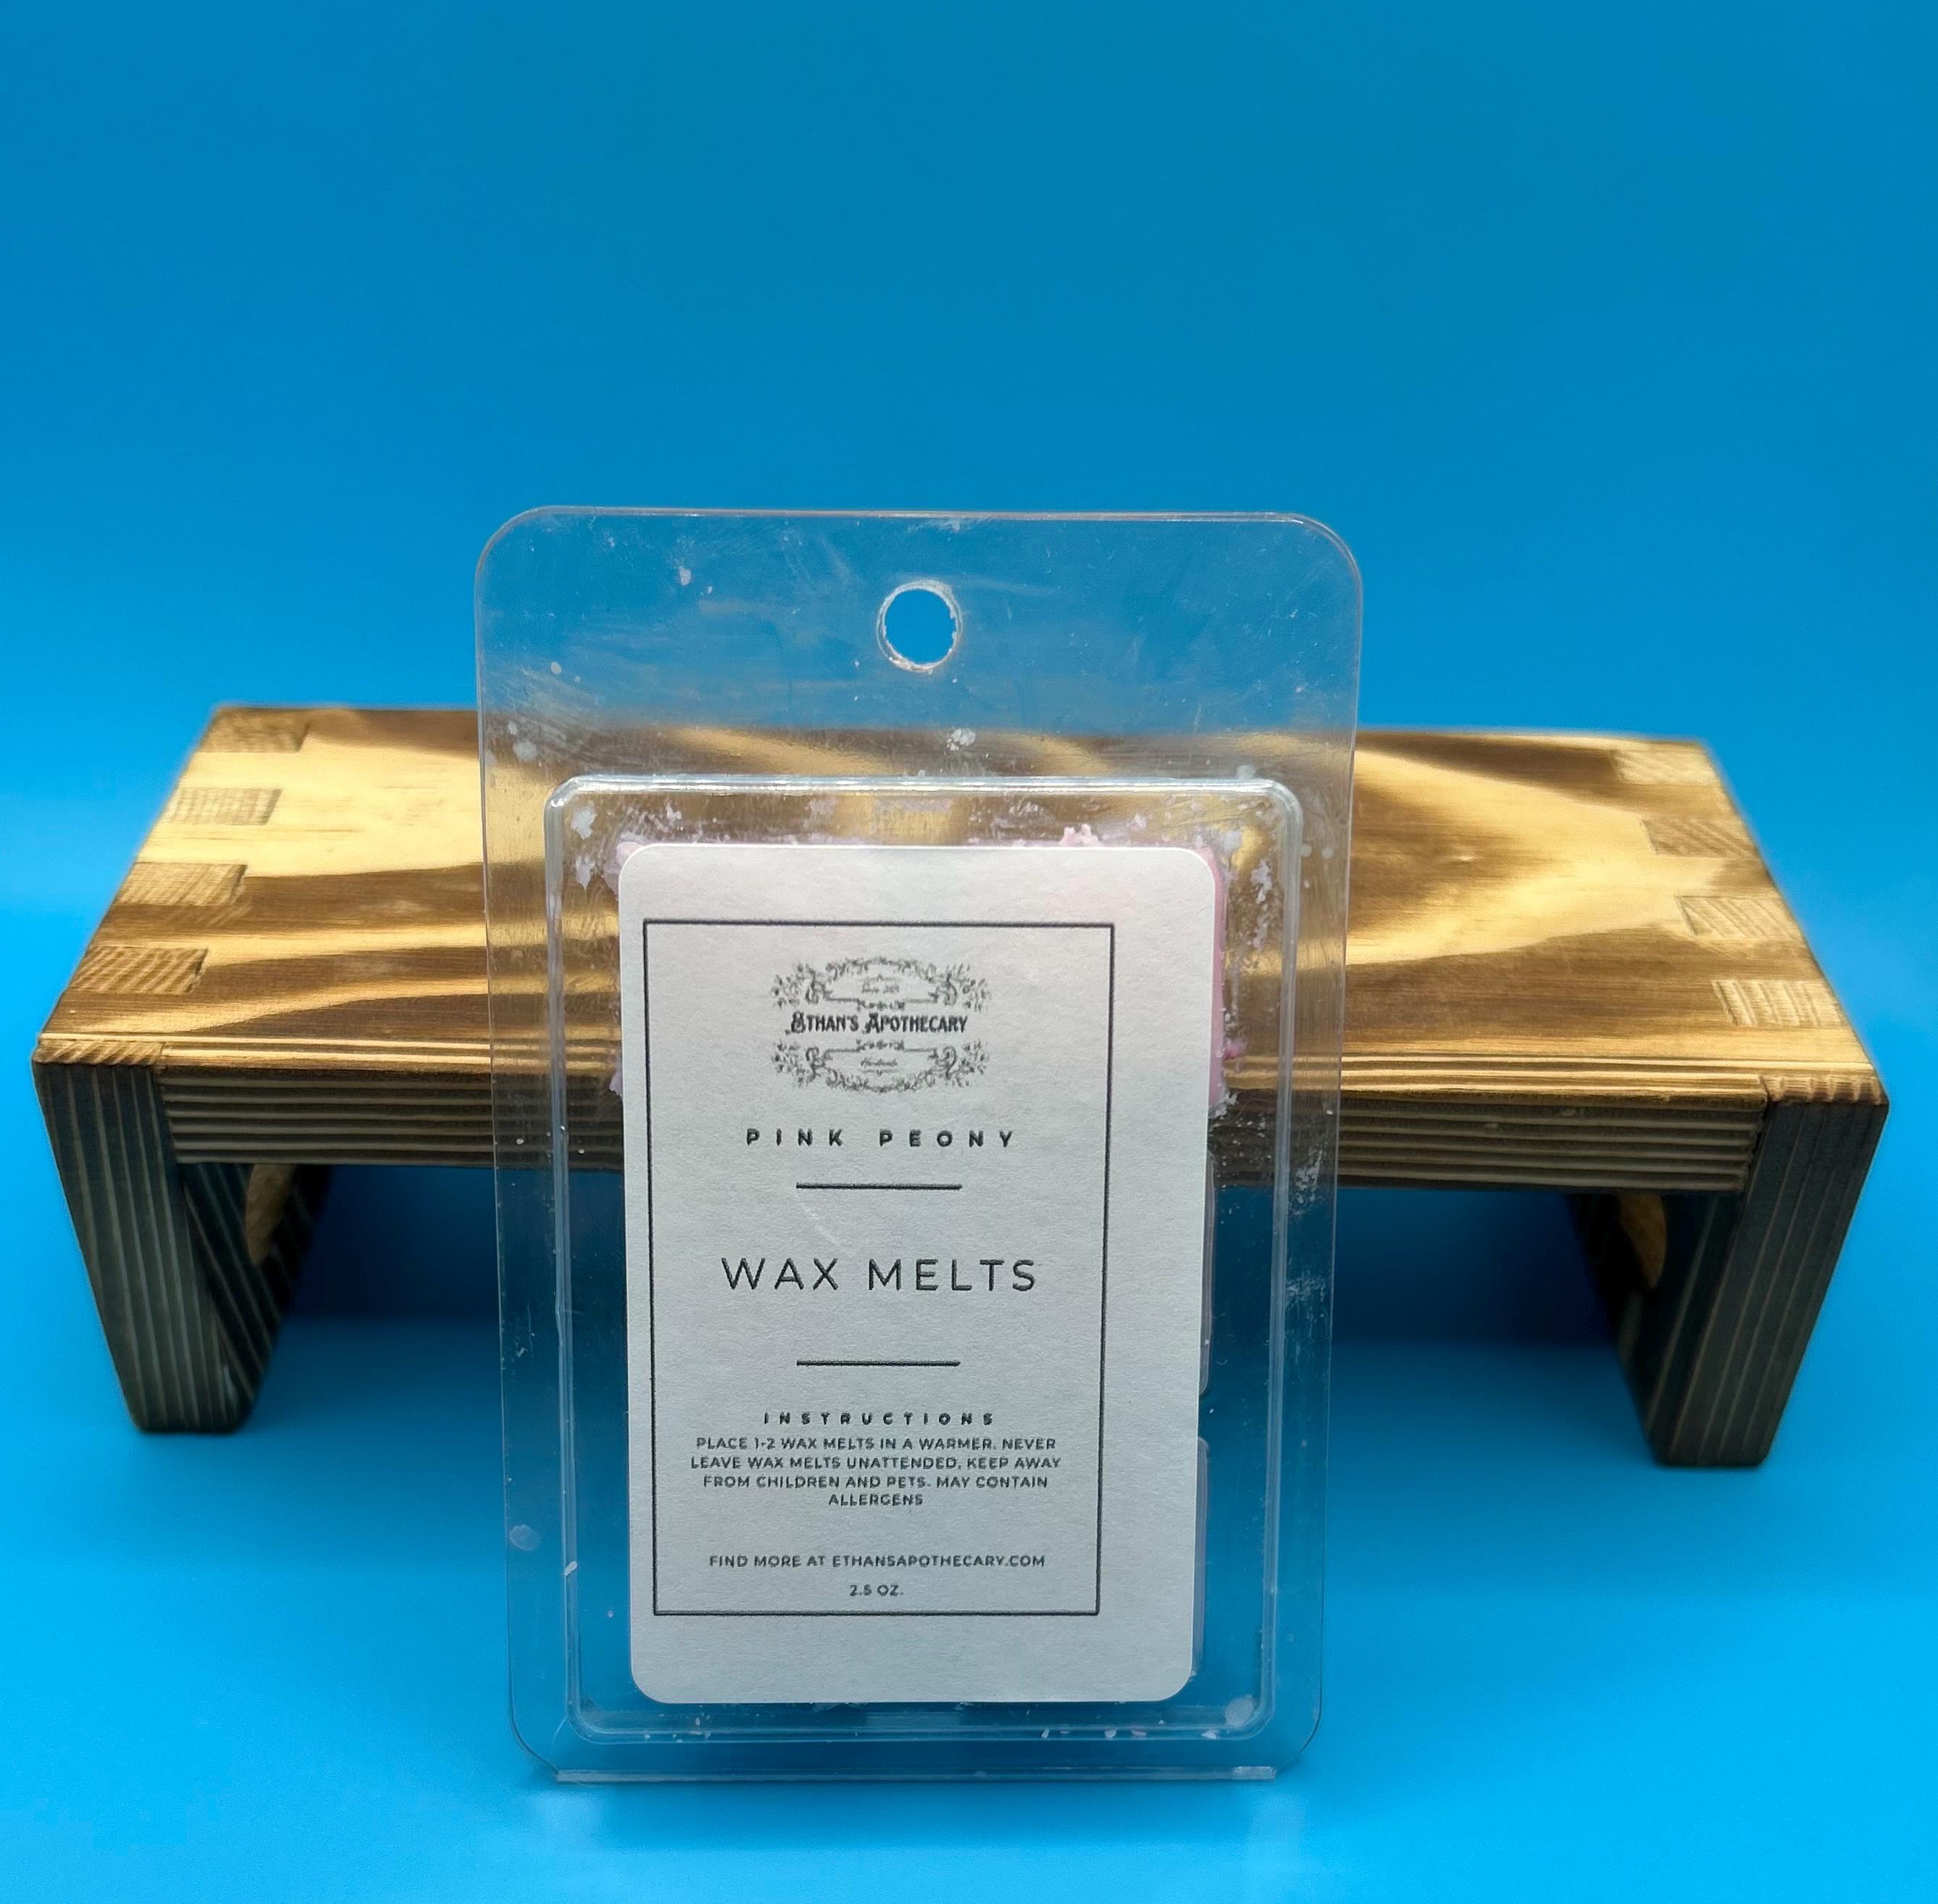 ETHAN'S APOTHECARY
PINK PEONY
WAX MELTS
INSTRUCTIONS
PLACE 1-2 WAX MELTS IN A WARMER. NEVER
LEAVE WAX MELTS UNATTENDED, KEEP AWAY
FROM CHILDREN AND PETS. MAY CONTAIN
ALLERGENS
FIND MORE AT ETHANSAPOTHECARY.COM
2.5 OZ.